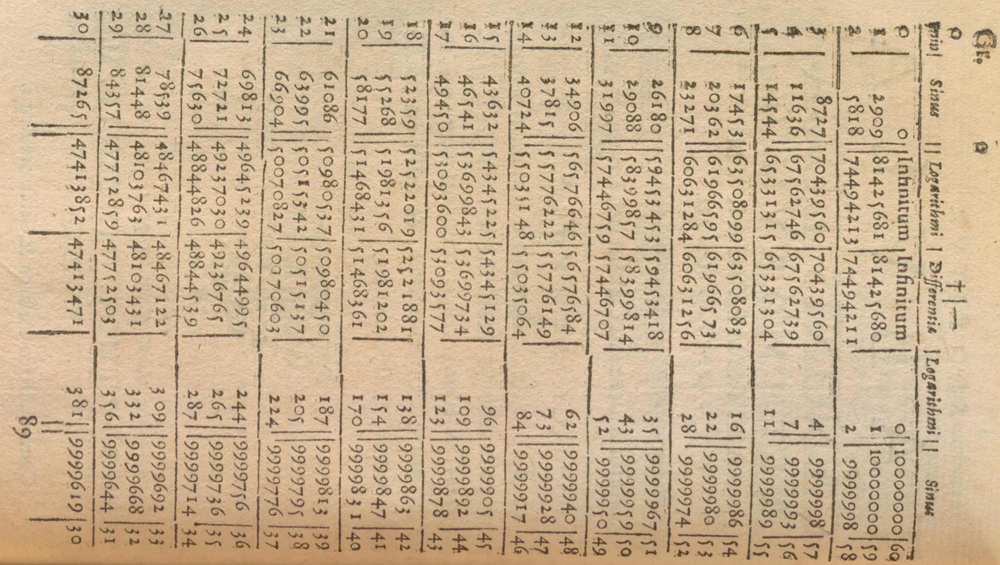 Gr.
0 0 + | -
min | Sinus || Logarithmi | Differentia | Logarithmi || Sinus
0 0 Infinitum Infinitum 0 10000000 60
1 2909 81425681 81425680 1 10000000 59
2 5818 74494213 74494211 2 9999998 58
3 8727 70439560 70439560 4 9999998 57
4 11636 67562746 67562739 7 9999993 56
5 14544 65331315 65331304 11 9999989 55
6 17453 63508099 63508083 16 9999986 54
7 20362 61966595 61966573 22 9999980 53
8 23271 60631284 60631256 28 9999974 52
9 26180 59453453 59453418 35 9999967 51
10 29088 58399857 58399814 43 9999959 50
11 31997 57446759 57446707 52 9999950 49
12 34906 56576646 56576584 62 9999940 48
13 37815 55776222 55776149 73 9999928 47
14 40724 55035148 55035064 84 9999917 46
15 43632 54345225 54345129 96 9999905 45
16 46541 53699843 53699734 109 9999892 44
17 49450 53093600 53093577 123 9999878 43
18 52359 52522019 52521881 138 9999863 42
19 55268 51981356 51981202 154 9999847 41
20 58177 51468431 51468361 170 9999831 40
21 61086 50980537 50980450 187 9999813 39
22 63995 50515342 50515137 205 9999795 38
23 66904 50070827 50070603 224 9999776 37
24 69813 49645239 49644995 244 9999756 36
25 72721 49237030 49236765 265 9999736 35
26 75630 48844826 48844539 287 9999714 34
27 78539 48467431 48467122 309 9999692 33
28 81448 48103763 48103431 332 9999668 32
29 84357 47752859 47752503 356 9999644 31
30 87265 47413852 47413471 381 9999619 30
89